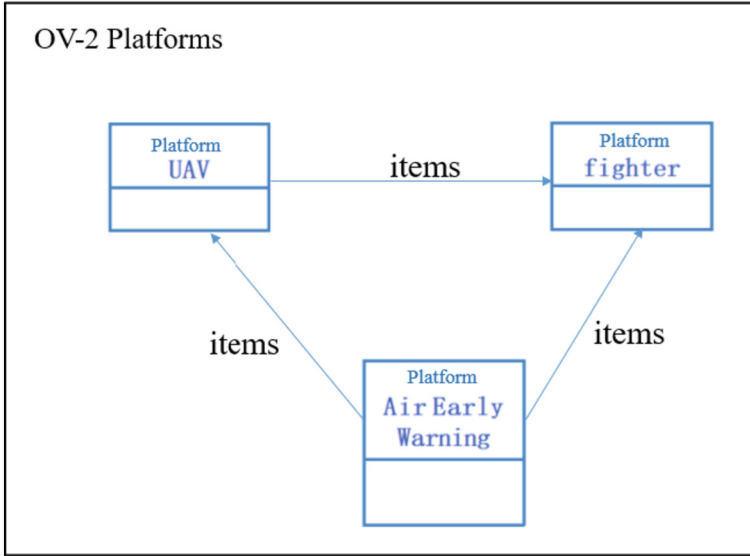 OV-2 Platforms
Platform
UAV
items
Platform
fighter
items
items
Platform
Air Early
Warning